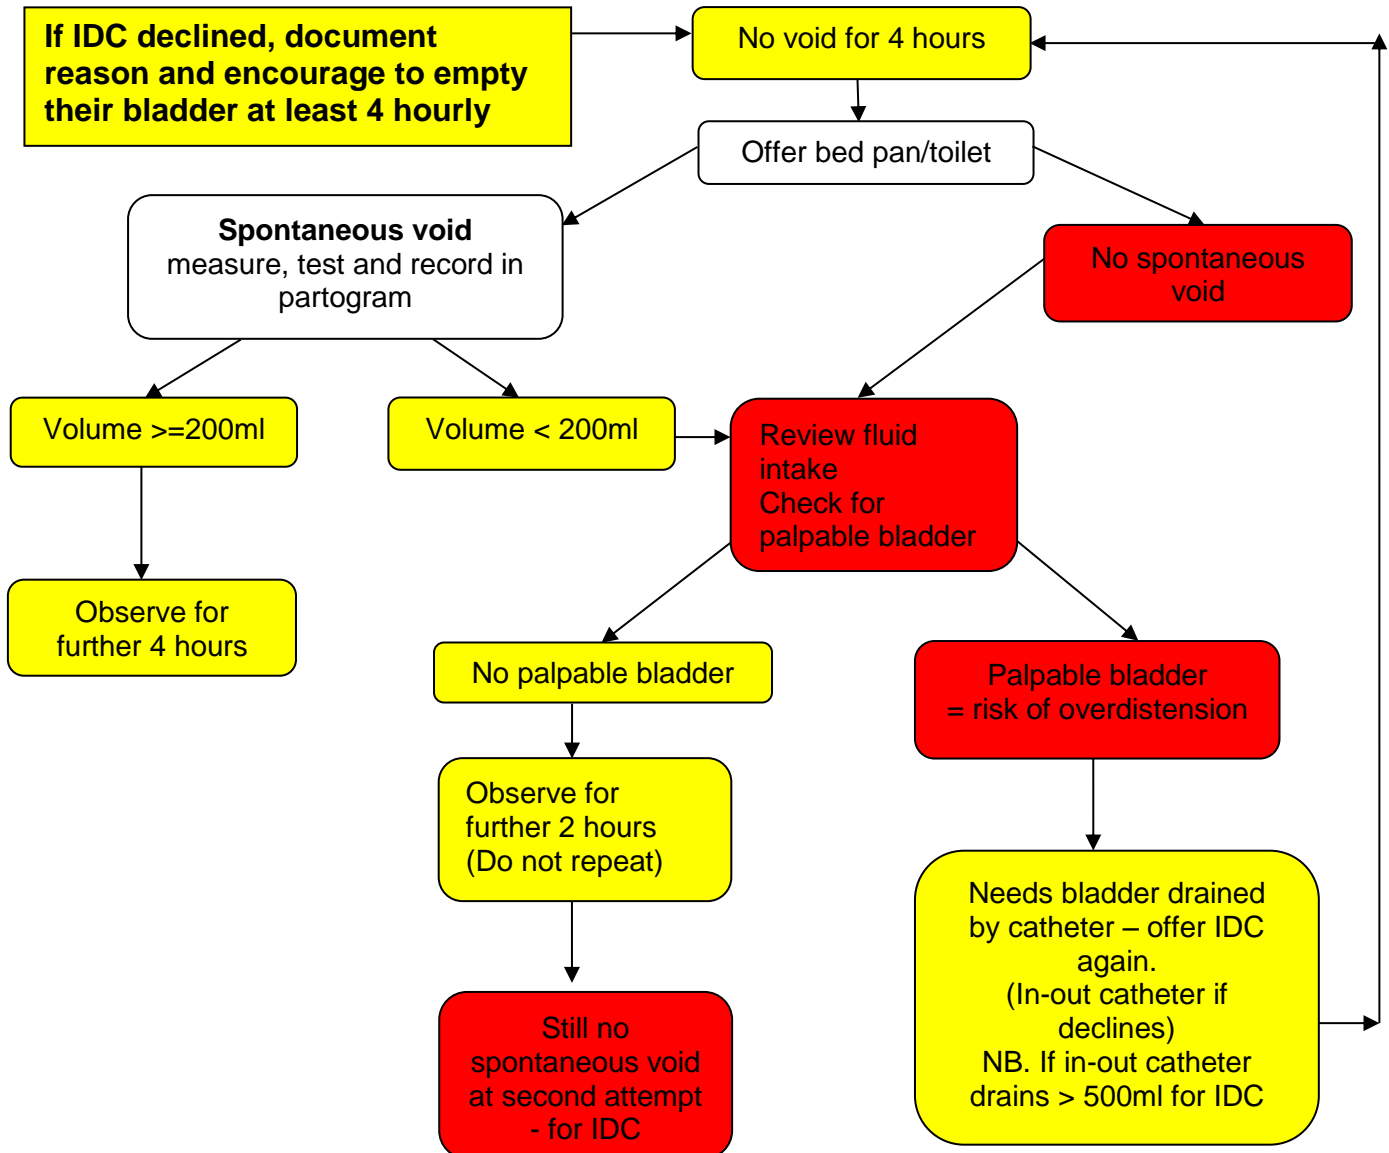 If IDC declined, document
reason and encourage to empty
their bladder at least 4 hourly
No void for 4 hours
Offer bed pan/toilet
Spontaneous void
measure, test and record in
partogram
No spontaneous
void
Volume >=200ml
Volume < 200ml
Review fluid
intake
Check for
palpable bladder
Observe for
further 4 hours
No palpable bladder
Palpable bladder
= risk of overdistension
Observe for
further 2 hours
(Do not repeat)
Needs bladder drained
by catheter – offer IDC
again.
(In-out catheter if
declines)
NB. If in-out catheter
drains > 500ml for IDC
Still no
spontaneous void
at second attempt
- for IDC